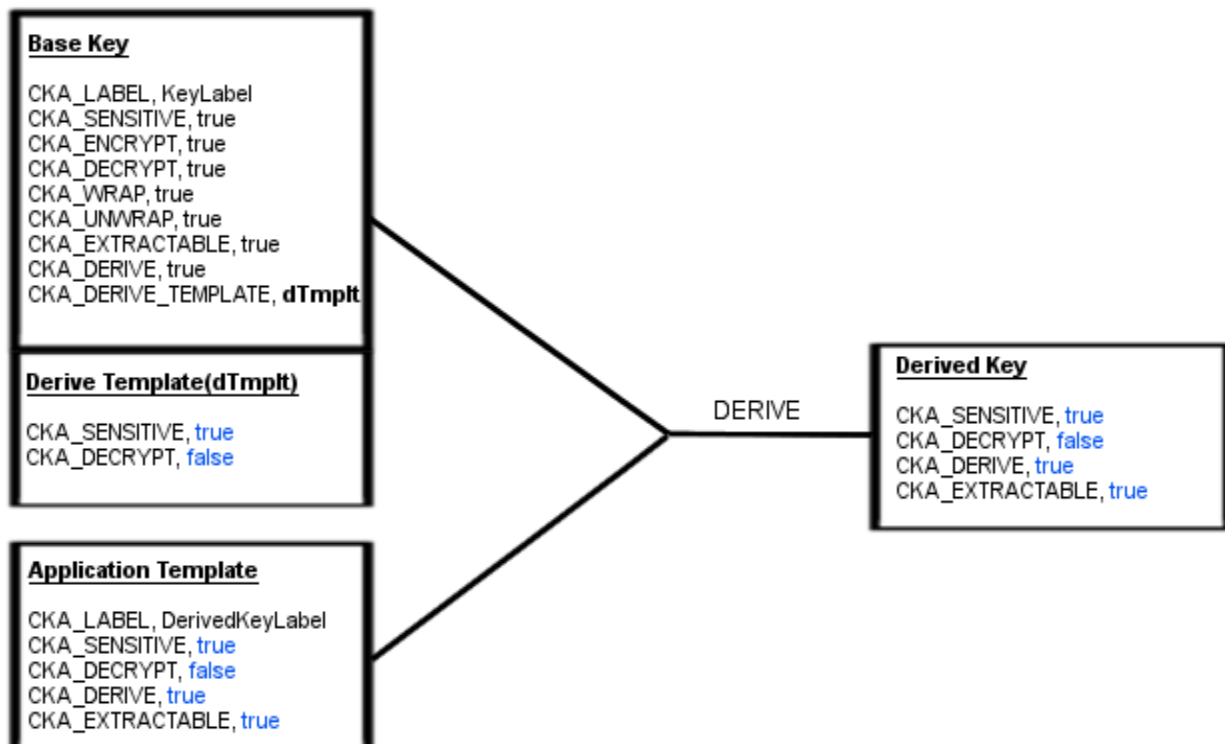 Base Key
CKA_LABEL, KeyLabel
CKA_SENSITIVE, true
CKA_ENCRYPT, true
CKA_DECRYPT, true
CKA_WRAP, true
CKA_UNWRAP, true
CKA_EXTRACTABLE, true
CKA_DERIVE, true
CKA_DERIVE_TEMPLATE, dTmplt
Derive Template(dTmplt)
CKA_SENSITIVE, true
CKA_DECRYPT, false
Application Template
CKA_LABEL, DerivedKeyLabel
CKA_SENSITIVE, true
CKA_DECRYPT, false
CKA_DERIVE, true
CKA_EXTRACTABLE, true
DERIVE
Derived Key
CKA_SENSITIVE, true
CKA_DECRYPT, false
CKA_DERIVE, true
CKA_EXTRACTABLE, true